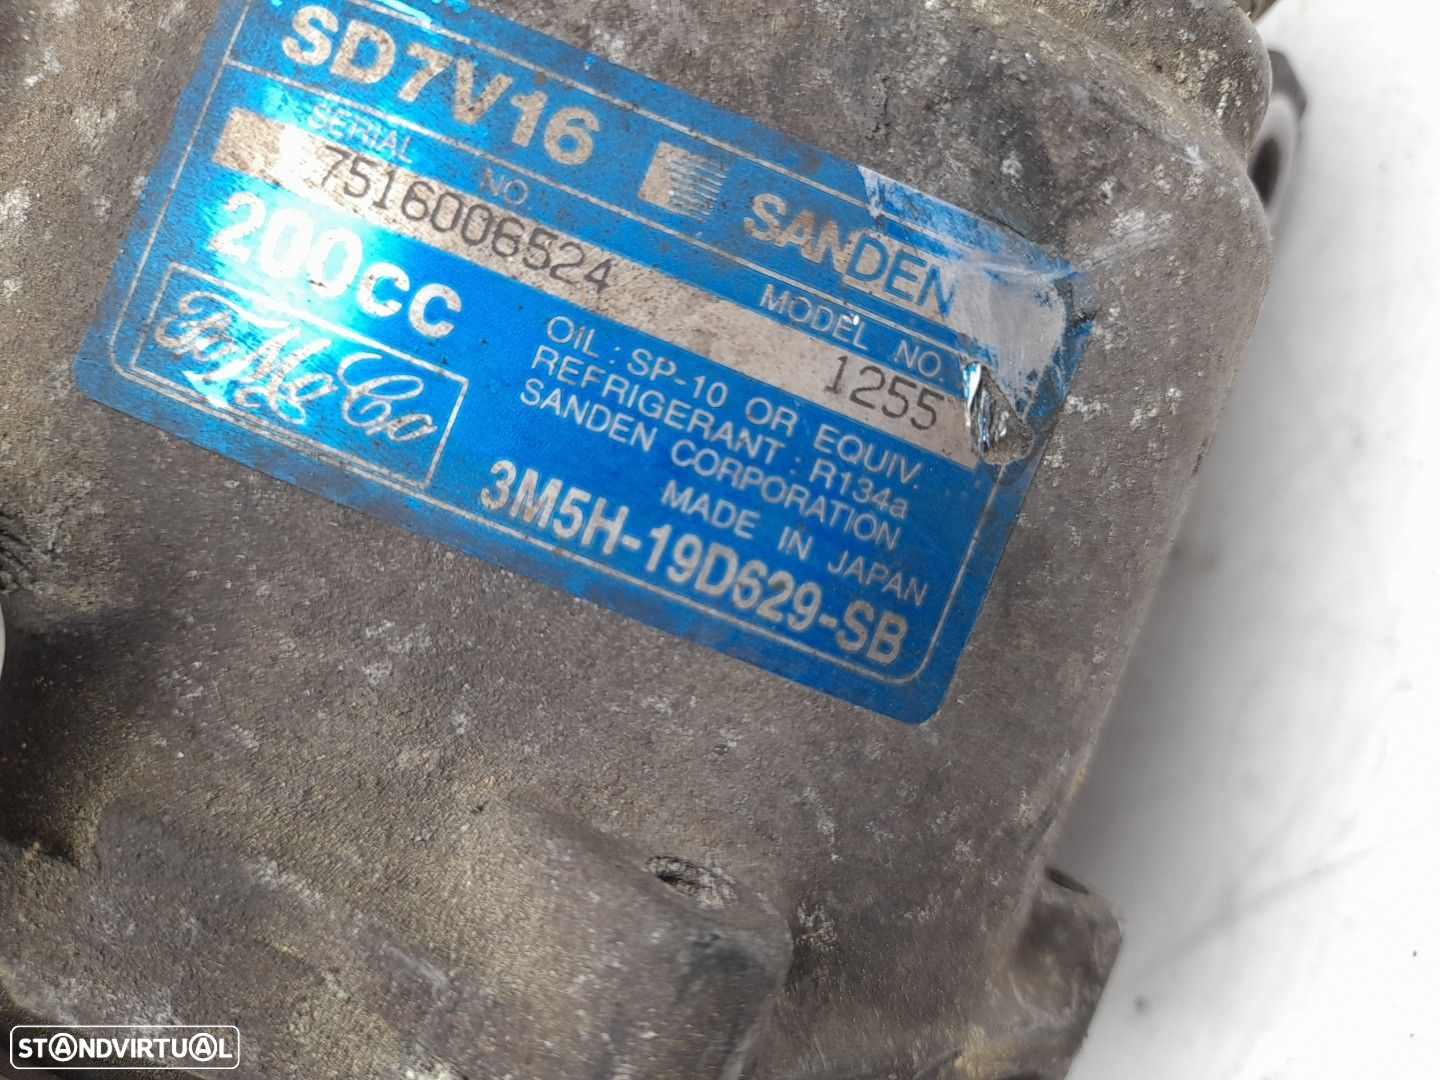 SD7V16 SANDEN
SERIAL NO. MODEL NO.
7516006524 1255
200cc
OIL : SP-10 OR EQUIV.
REFRIGERANT : R134a
SANDEN CORPORATION
MADE IN JAPAN
FoMoCo
3M5H-19D629-SB
STANDVIRTUAL